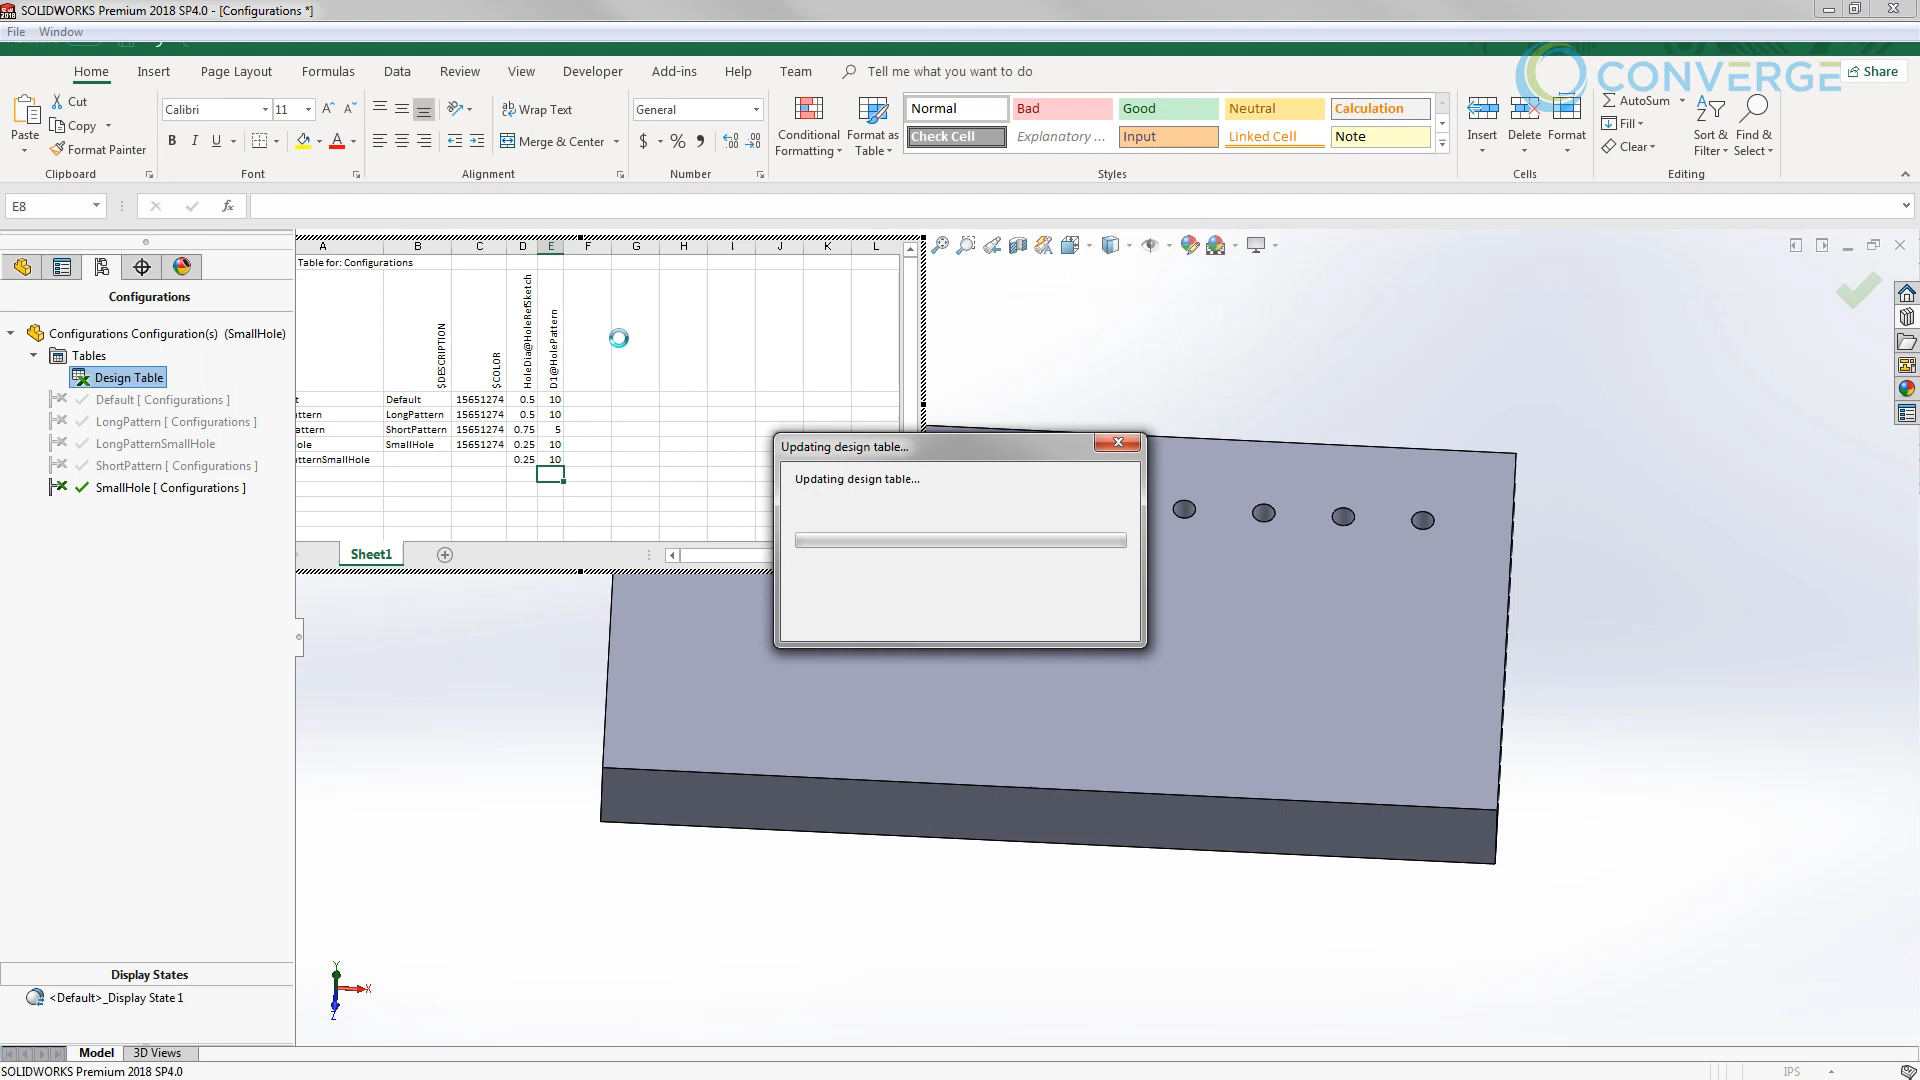 SOLIDWORKS Premium 2018 SP4.0 - [Configurations *]
File Window
Home Insert Page Layout Formulas Data Review View Developer Add-ins Help Team Tell me what you want to do
CONVERGE
Share
Paste Cut Copy Format Painter
Calibri 11
B I U
Wrap Text
Merge & Center
General
$ % 
Conditional Formatting
Format as Table
Normal Bad Good Neutral Calculation
Check Cell Explanatory ... Input Linked Cell Note
Insert Delete Format
AutoSum Fill Clear
Sort & Filter
Find & Select
Clipboard Font Alignment Number Styles Cells Editing
E8 fx
A B C D E F G H I J K L
Table for: Configurations
$DESCRIPTION $COLOR HoleDia@HoleRefSketch D1@HolePattern
t Default 15651274 0.5 10
attern LongPattern 15651274 0.5 10
attern ShortPattern 15651274 0.75 5
ole SmallHole 15651274 0.25 10
atternSmallHole 0.25 10
Sheet1
Configurations
Configurations Configuration(s) (SmallHole)
Tables
Design Table
Default [ Configurations ]
LongPattern [ Configurations ]
LongPatternSmallHole
ShortPattern [ Configurations ]
SmallHole [ Configurations ]
Updating design table...
Updating design table...
Display States
<Default>_Display State 1
Y
X
Z
Model 3D Views
SOLIDWORKS Premium 2018 SP4.0
IPS